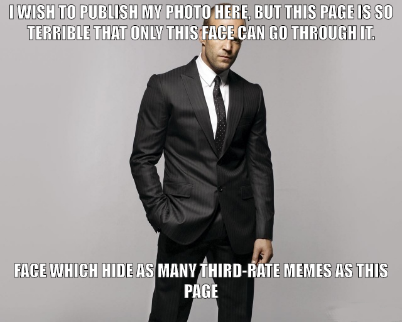 I WISH TO PUBLISH MY PHOTO HERE, BUT THIS PAGE IS SO
TERRIBLE THAT ONLY THIS FACE CAN GO THROUGH IT.
FACE WHICH HIDE AS MANY THIRD-RATE MEMES AS THIS
PAGE